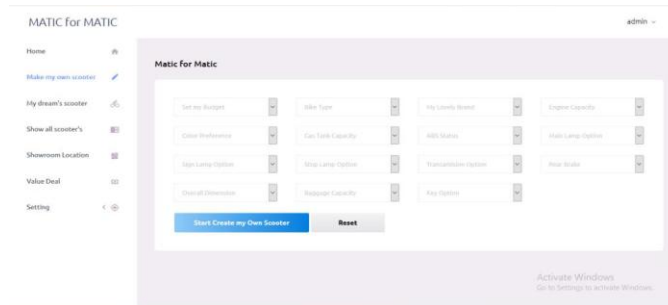 MATIC for MATIC
admin
Home
Make my own scooter
My dream's scooter
Show all scooter's
Showroom Location
Value Deal
Setting
Matic for Matic
Set my Budget
Bike Type
My Lovely Brand
Engine Capacity
Color Preference
Gas Tank Capacity
ABS Status
Main Lamp Option
Sign Lamp Option
Stop Lamp Option
Transmission Option
Rear Brake
Overall Dimension
Baggage Capacity
Key Option
Start Create my Own Scooter
Reset
Activate Windows
Go to Settings to activate Windows.